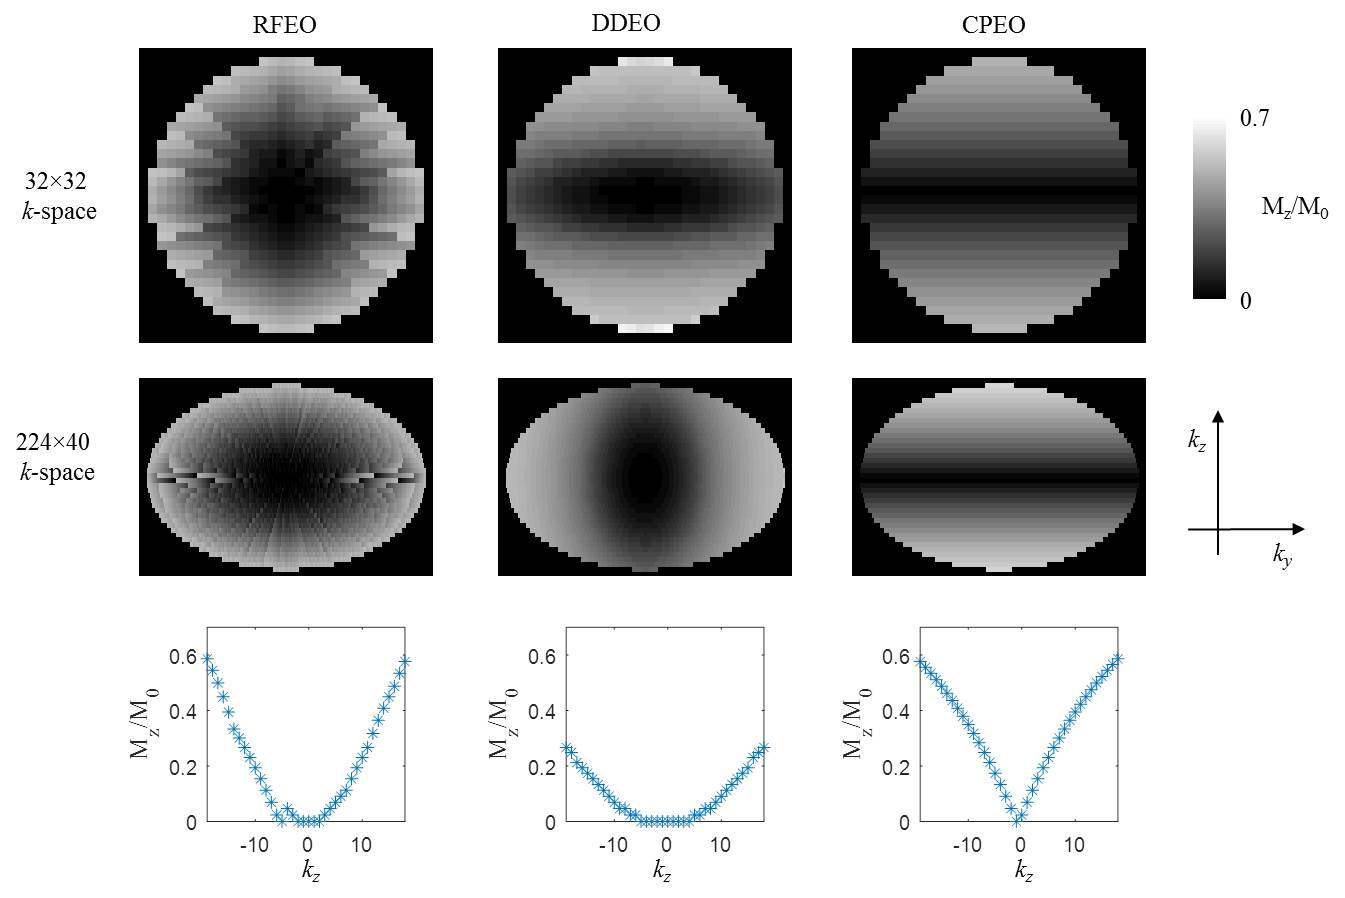 RFEO DDEO CPEO
0.7
32×32
k-space
Mz/M0
0
224×40
k-space
kz
ky
0.6 0.6 0.6
0.4 0.4 0.4
Mz/M0 Mz/M0 Mz/M0
0.2 0.2 0.2
0 0 0
-10 0 10 -10 0 10 -10 0 10
kz kz kz